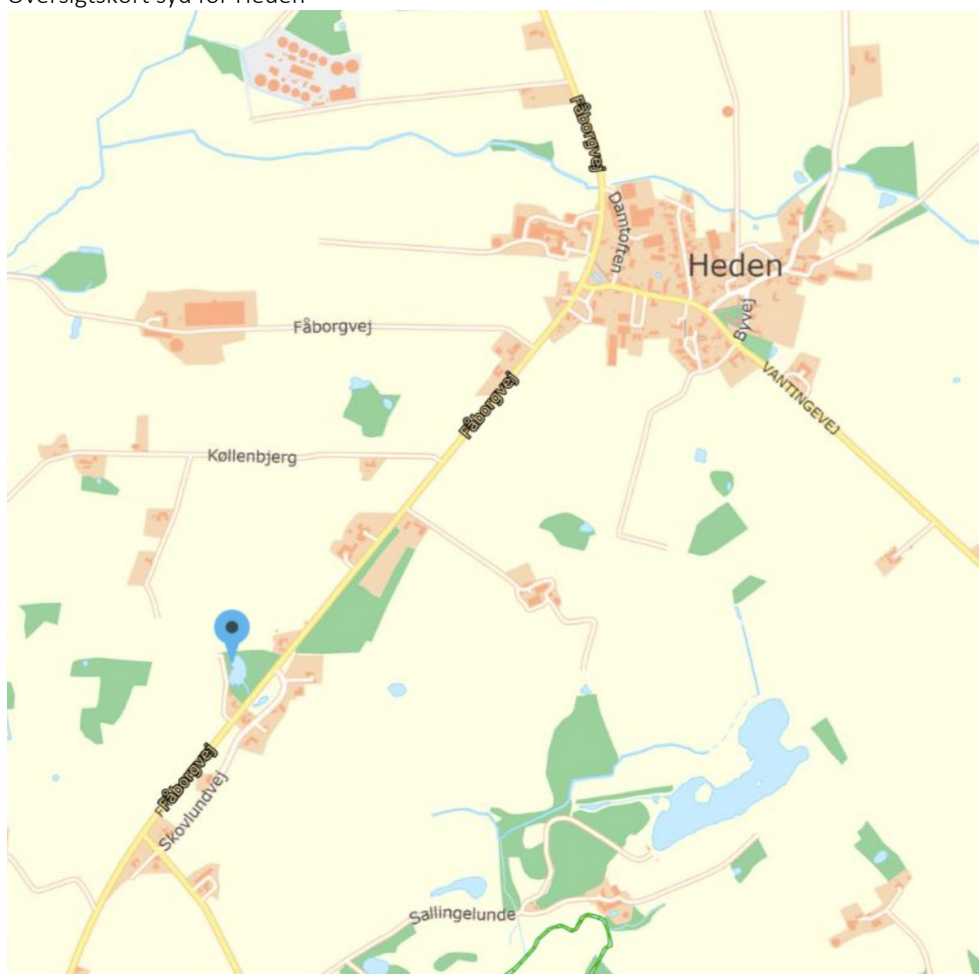 Oversigtskort syd for Heden
Fåborgvej
Damtoften
Heden
Fåborgvej
Byvej
VANTINGEVEJ
Fåborgvej
Køllenbjerg
Fåborgvej
Skovlundvej
Sallingelunde